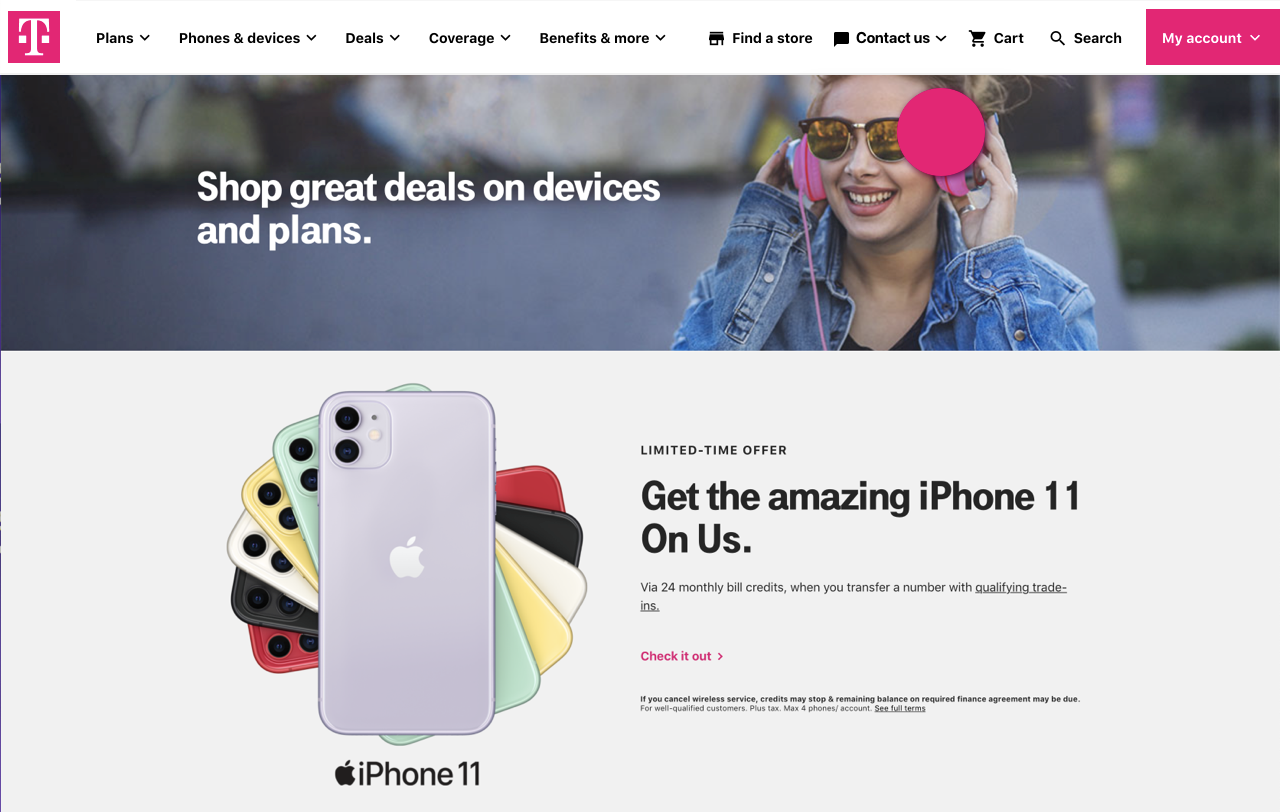 T
Plans
Phones & devices
Deals
Coverage
Benefits & more
Find a store
Contact us
Cart
Search
My account
Shop great deals on devices
and plans.
LIMITED-TIME OFFER
Get the amazing iPhone 11
On Us.
Via 24 monthly bill credits, when you transfer a number with qualifying trade-
ins.
Check it out
If you cancel wireless service, credits may stop & remaining balance on required finance agreement may be due.
For well-qualified customers. Plus tax. Max 4 phones/ account. See full terms
iPhone 11